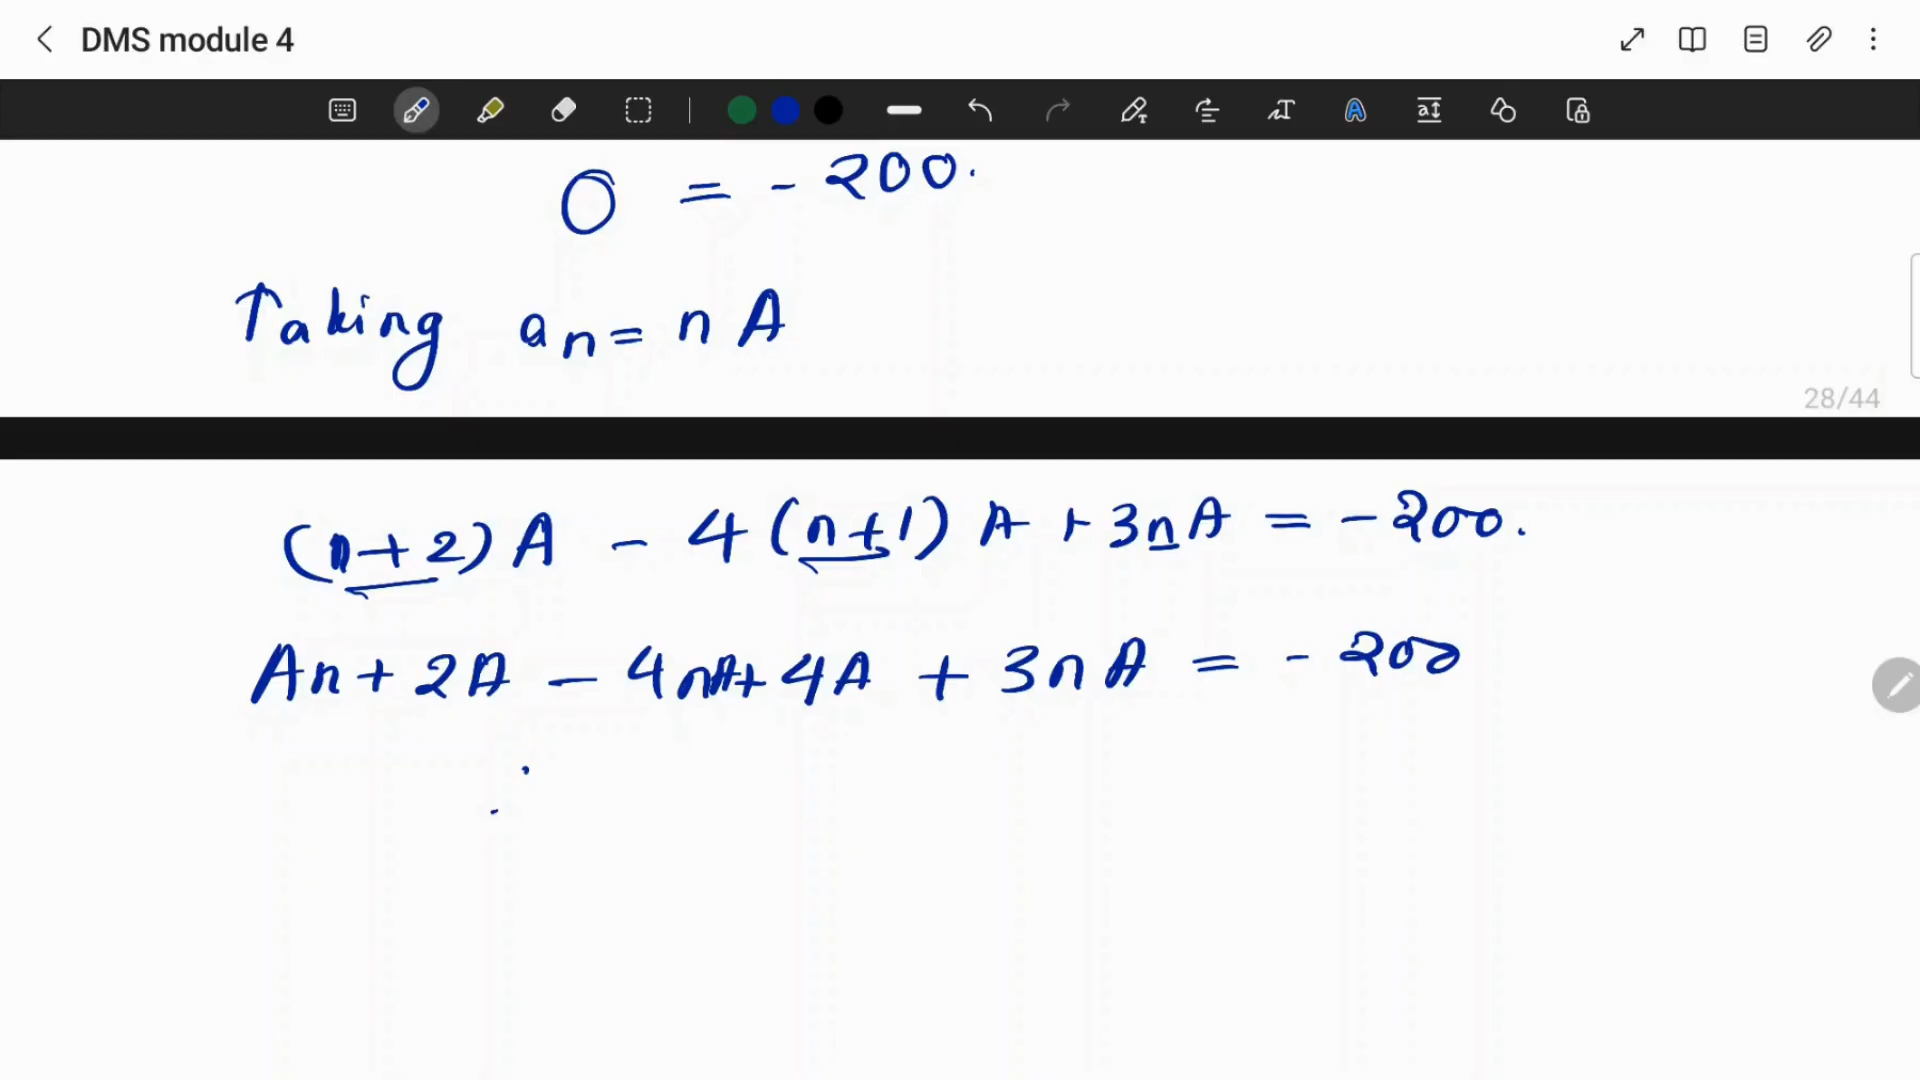 DMS module 4
0 = - 200.
Taking an = n A
28/44
(n+2) A - 4 (n+1) A + 3nA = -200.
An + 2A - 4nA + 4A + 3nA = - 200